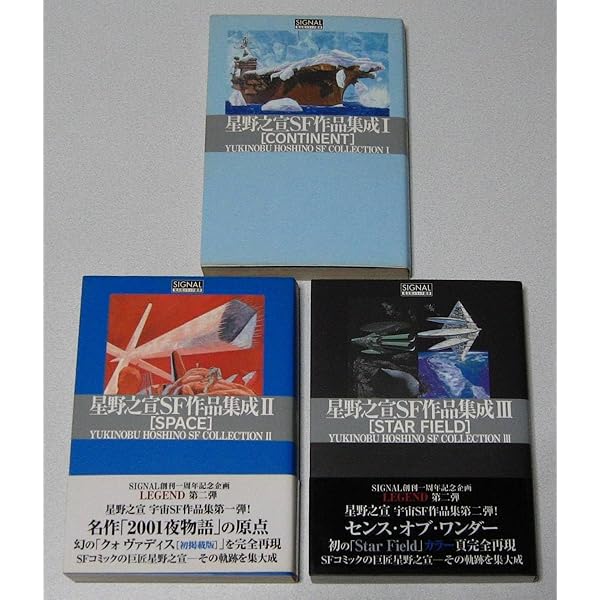 SIGNAL
星野之宣SF作品集成I
[CONTINENT]
YUKINOBU HOSHINO SF COLLECTION I
SIGNAL
星野之宣SF作品集成II
[SPACE]
YUKINOBU HOSHINO SF COLLECTION II
SIGNAL創刊一周年記念企画
LEGEND 第二弾
星野之宣 宇宙SF作品集第一弾!
名作「2001夜物語」の原点
幻の「クォ ヴァディス[初掲載版]」を完全再現
SFコミックの巨匠星野之宣―その軌跡を集大成
SIGNAL
星野之宣SF作品集成III
[STAR FIELD]
YUKINOBU HOSHINO SF COLLECTION III
SIGNAL創刊一周年記念企画
LEGEND 第二弾
星野之宣 宇宙SF作品集第二弾!
センス・オブ・ワンダー
初の「Star Field」カラー頁完全再現
SFコミックの巨匠星野之宣―その軌跡を集大成